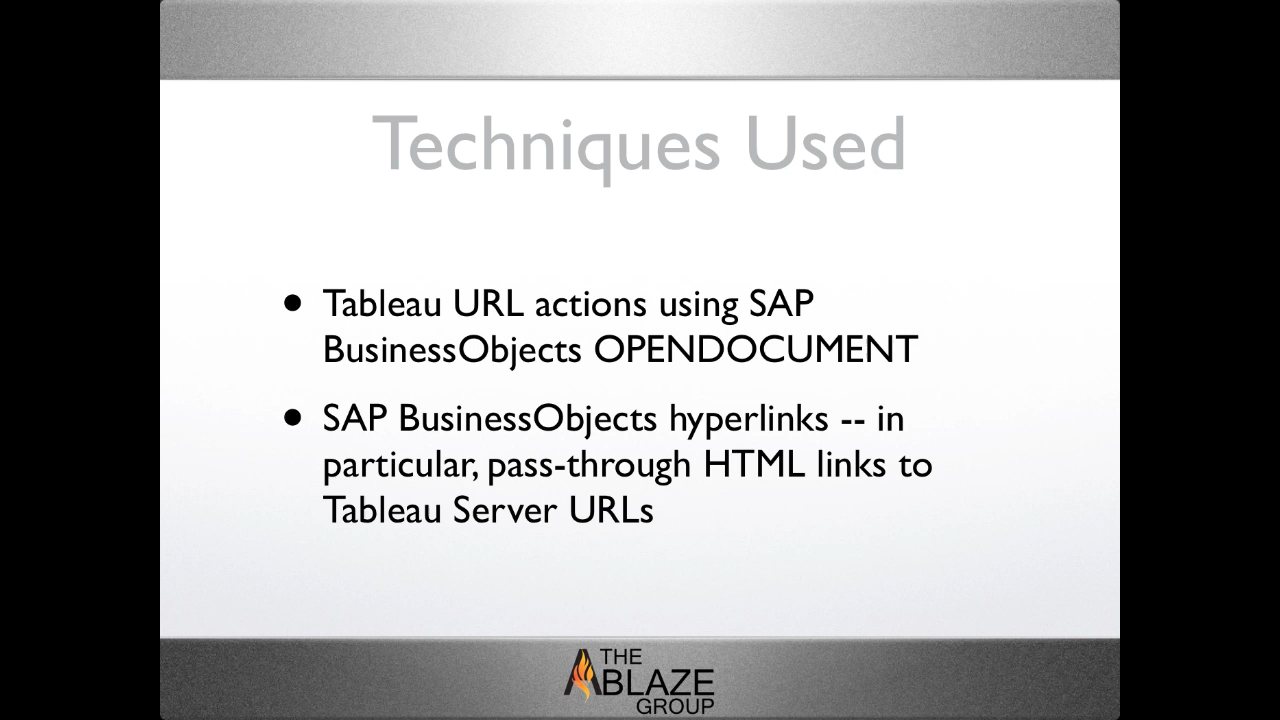 Techniques Used
• Tableau URL actions using SAP
BusinessObjects OPENDOCUMENT
• SAP BusinessObjects hyperlinks -- in
particular, pass-through HTML links to
Tableau Server URLs
THE
ABLAZE
GROUP